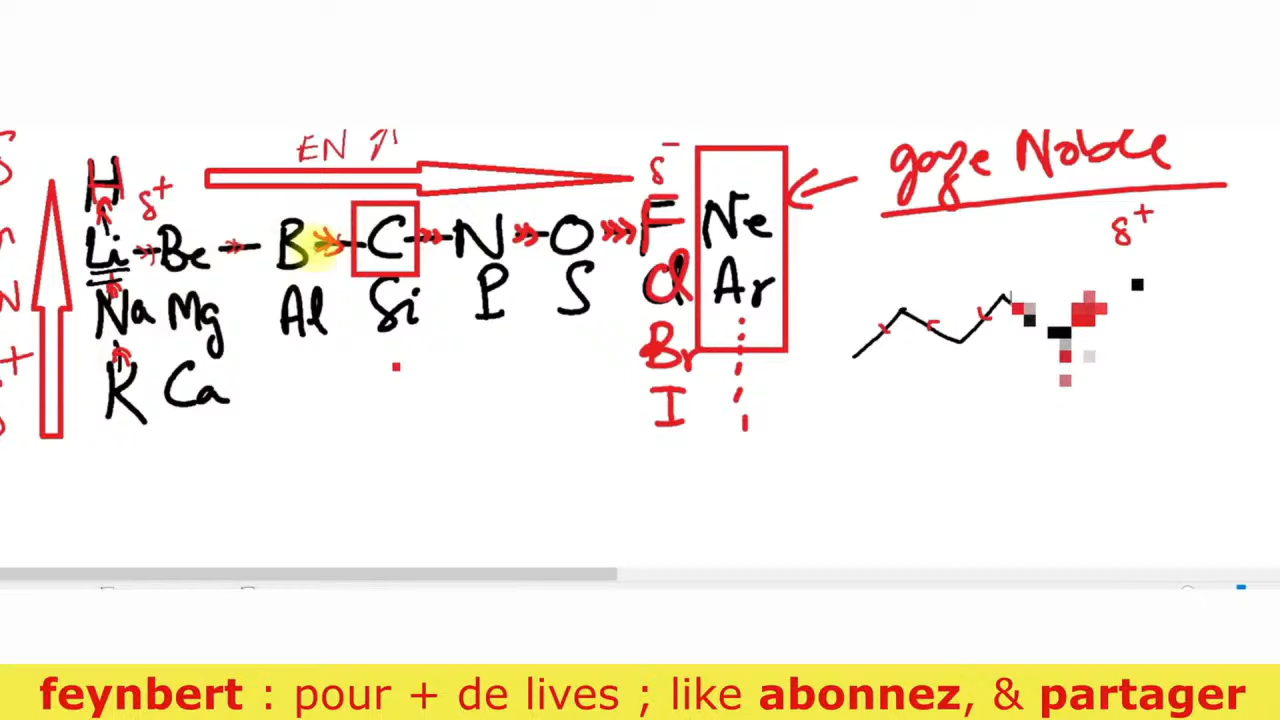 EN ↗
gaze Noble
δ-
δ+
δ+
H
Li Be B C N O F Ne
Na Mg Al Si P S Cl Ar
K Ca Br
I
feynbert : pour + de lives ; like abonnez, & partager